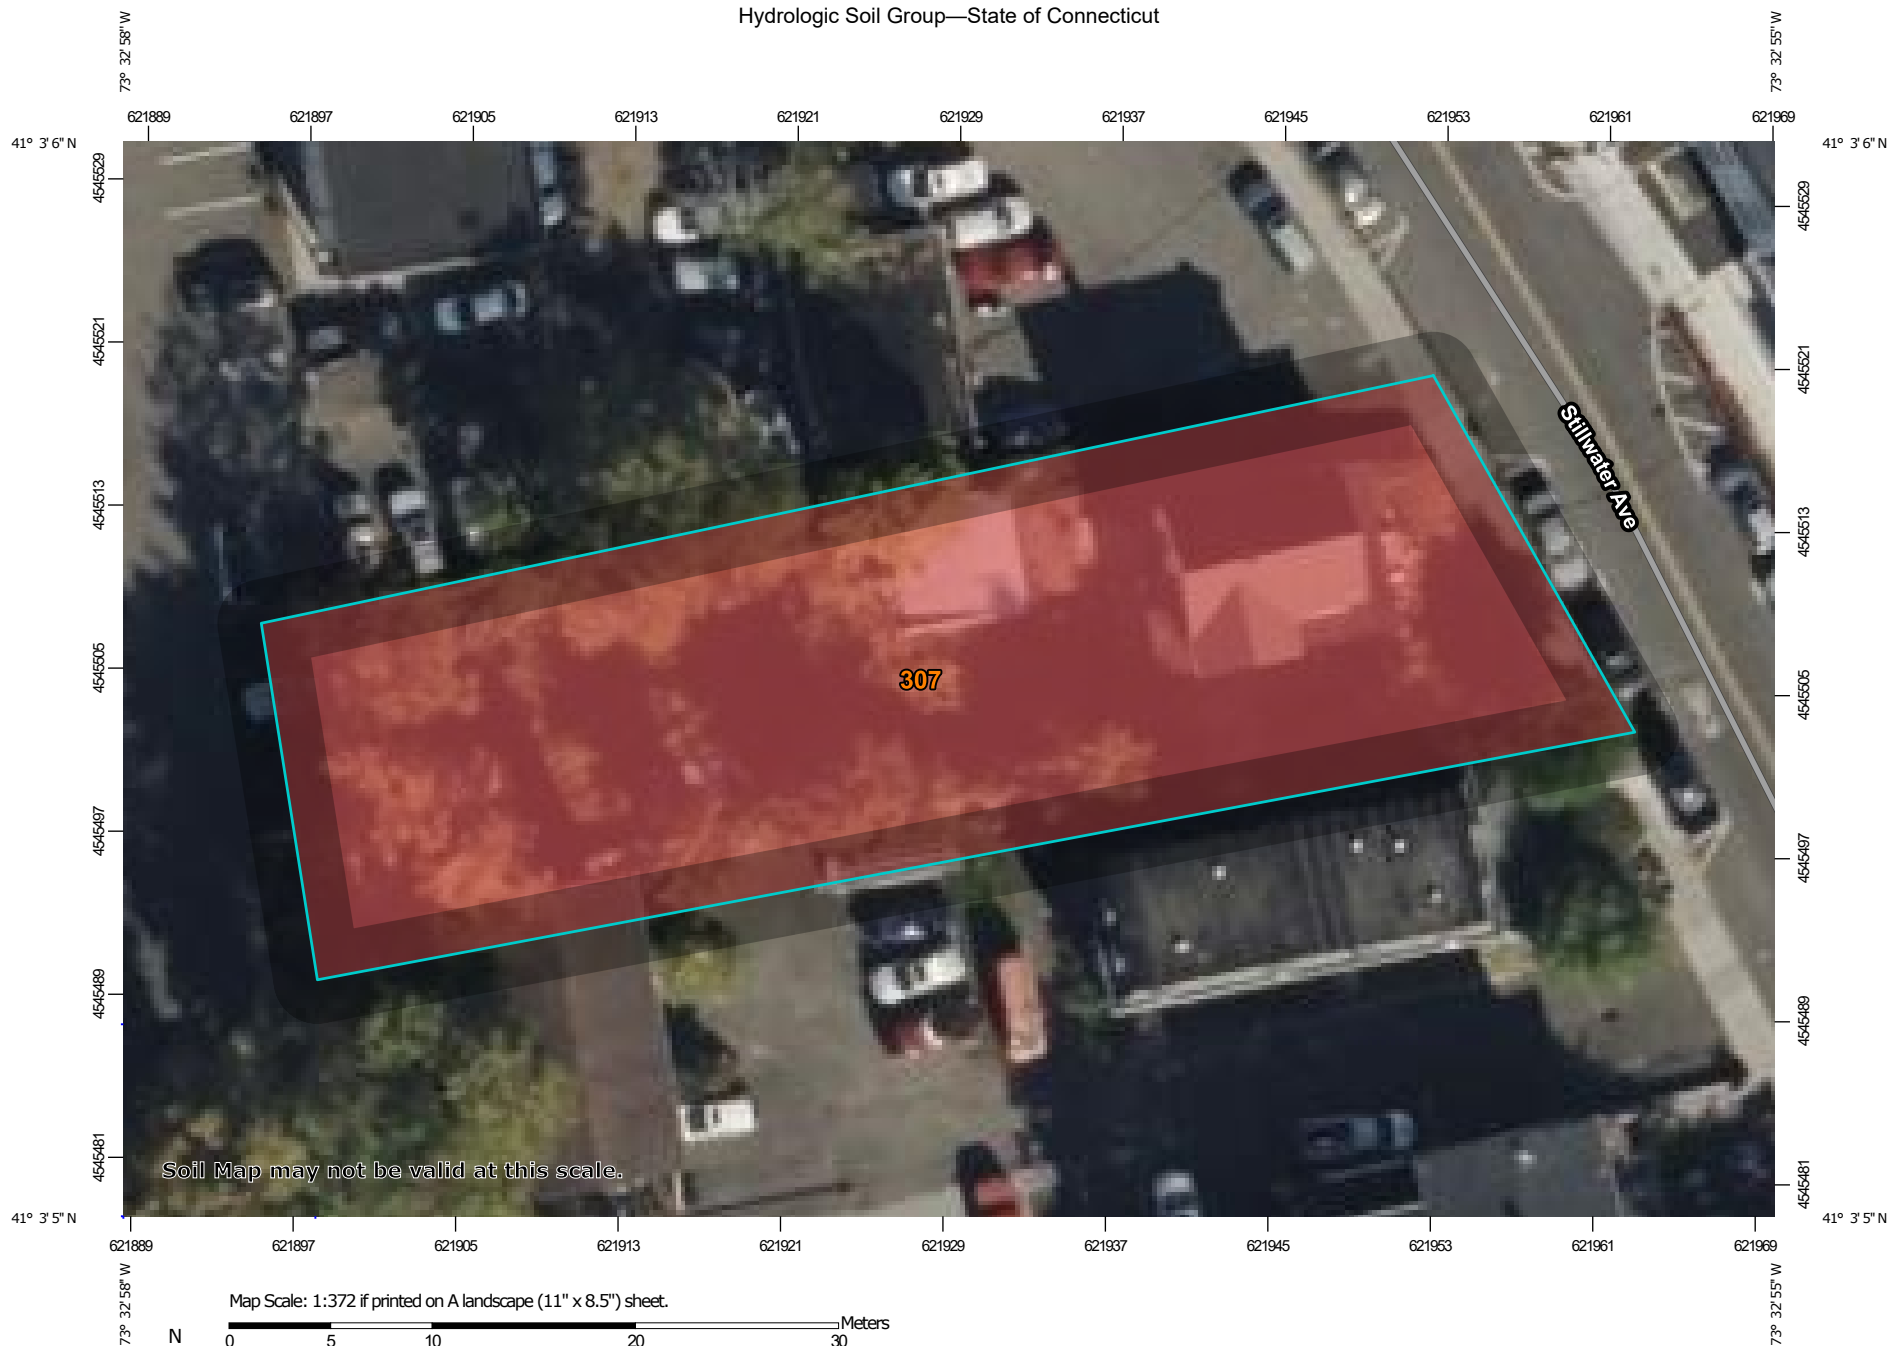 Hydrologic Soil Group—State of Connecticut
73° 32' 58" W
73° 32' 55" W
621889 621897 621905 621913 621921 621929 621937 621945 621953 621961 621969
41° 3' 6" N
41° 3' 6" N
4545529
4545529
4545521
4545521
Stillwater Ave
4545513
4545513
4545505
307
4545505
4545497
4545497
4545489
4545489
4545481
Soil Map may not be valid at this scale.
4545481
41° 3' 5" N
41° 3' 5" N
621889 621897 621905 621913 621921 621929 621937 621945 621953 621961 621969
73° 32' 58" W
73° 32' 55" W
Map Scale: 1:372 if printed on A landscape (11" x 8.5") sheet.
Meters
N
0 5 10 20 30